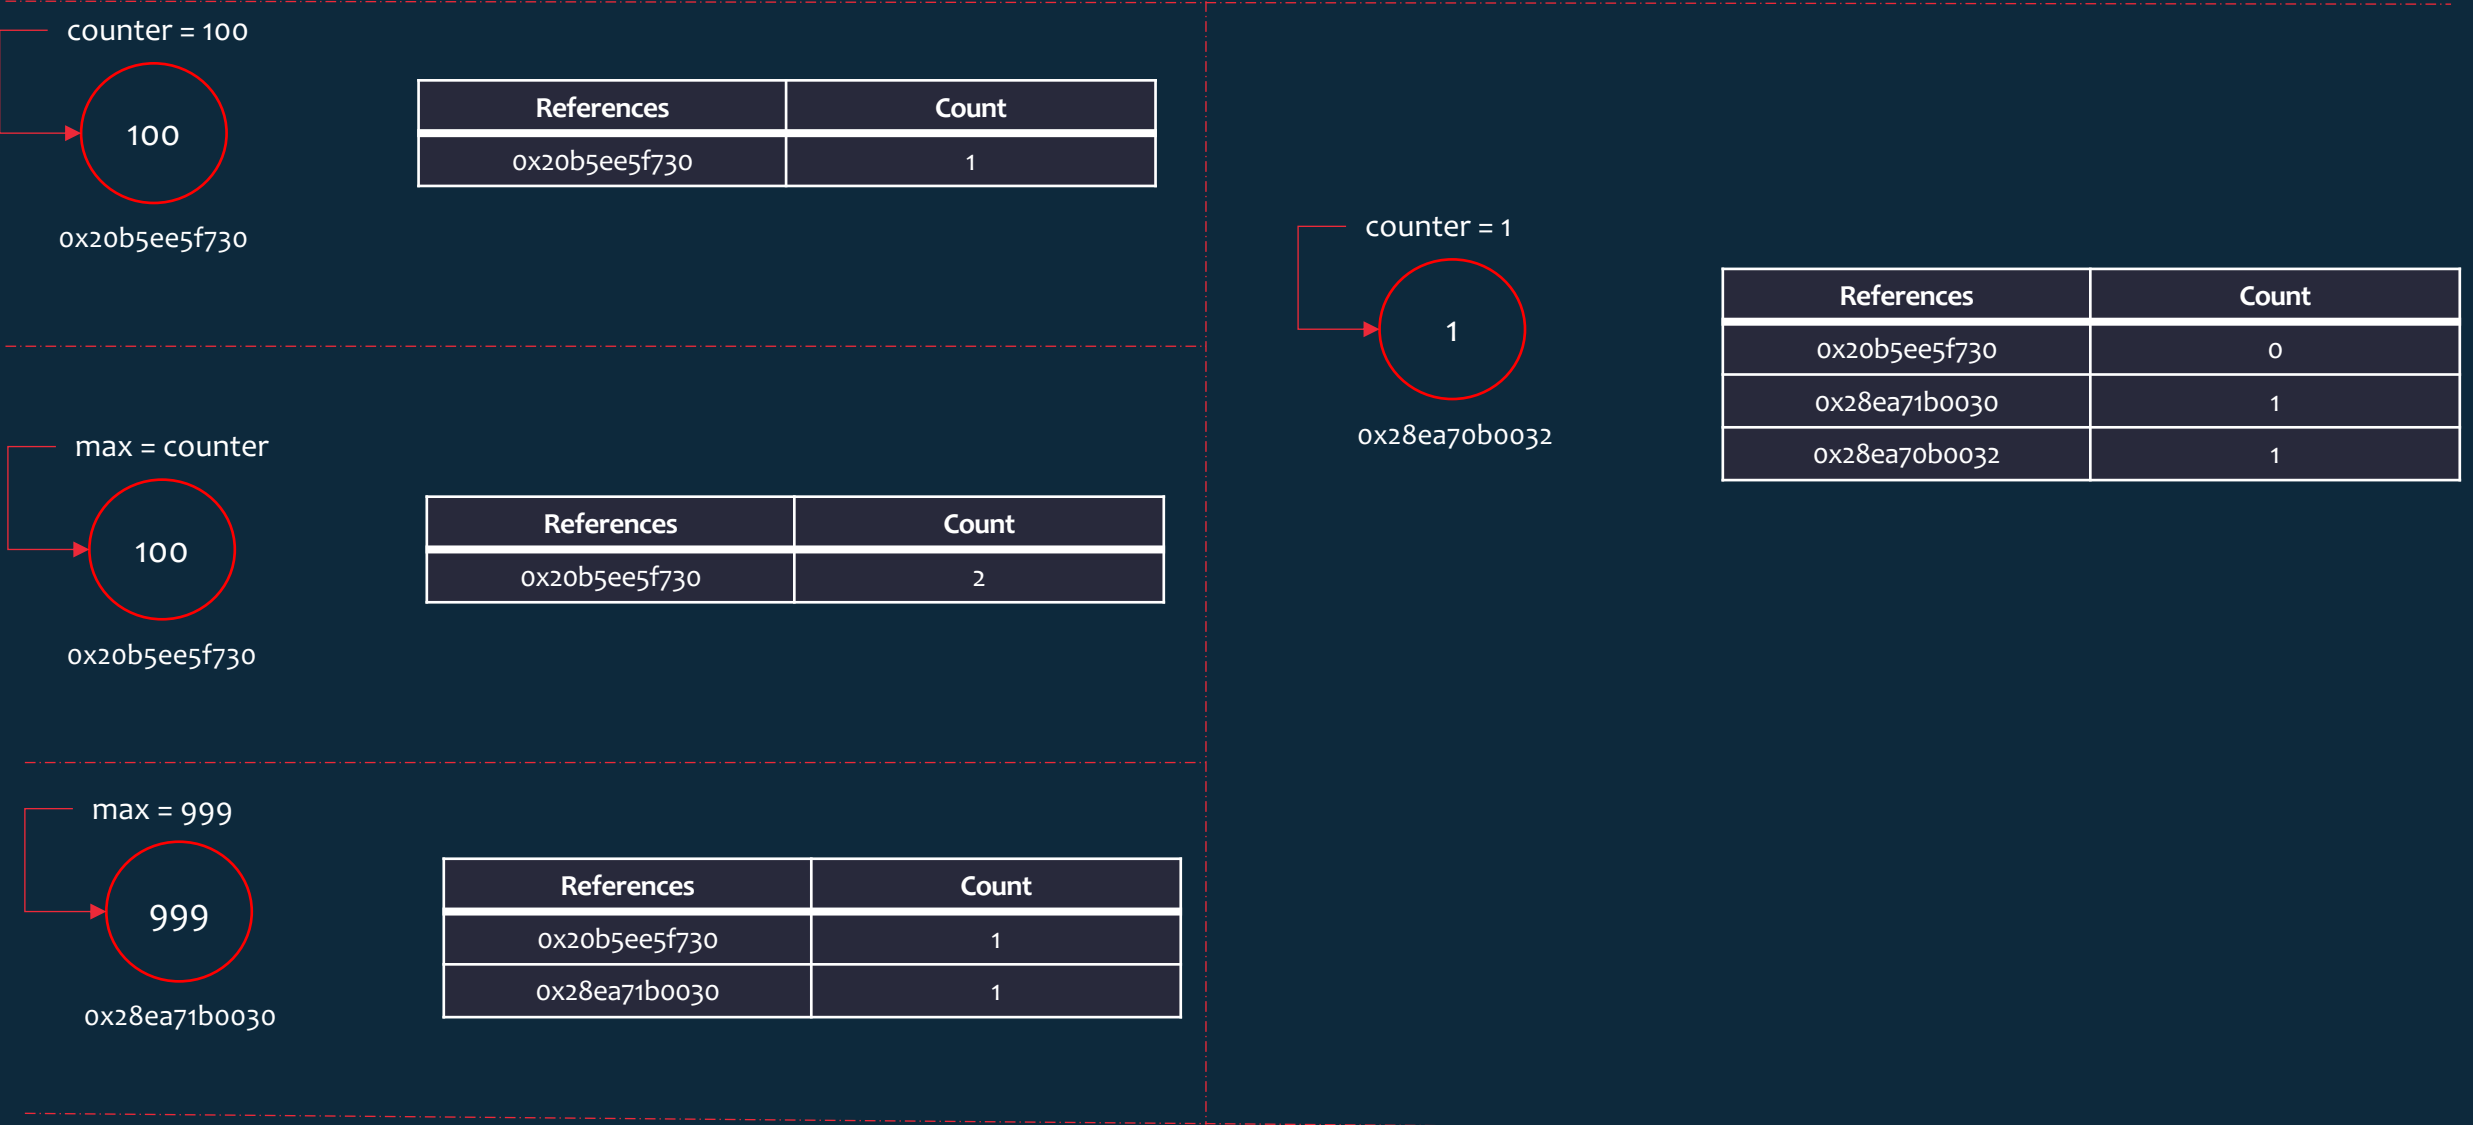 counter = 100
100
0x20b5ee5f730
References Count
0x20b5ee5f730 1
max = counter
100
0x20b5ee5f730
References Count
0x20b5ee5f730 2
max = 999
999
0x28ea71b0030
References Count
0x20b5ee5f730 1
0x28ea71b0030 1
counter = 1
1
0x28ea70b0032
References Count
0x20b5ee5f730 0
0x28ea71b0030 1
0x28ea70b0032 1